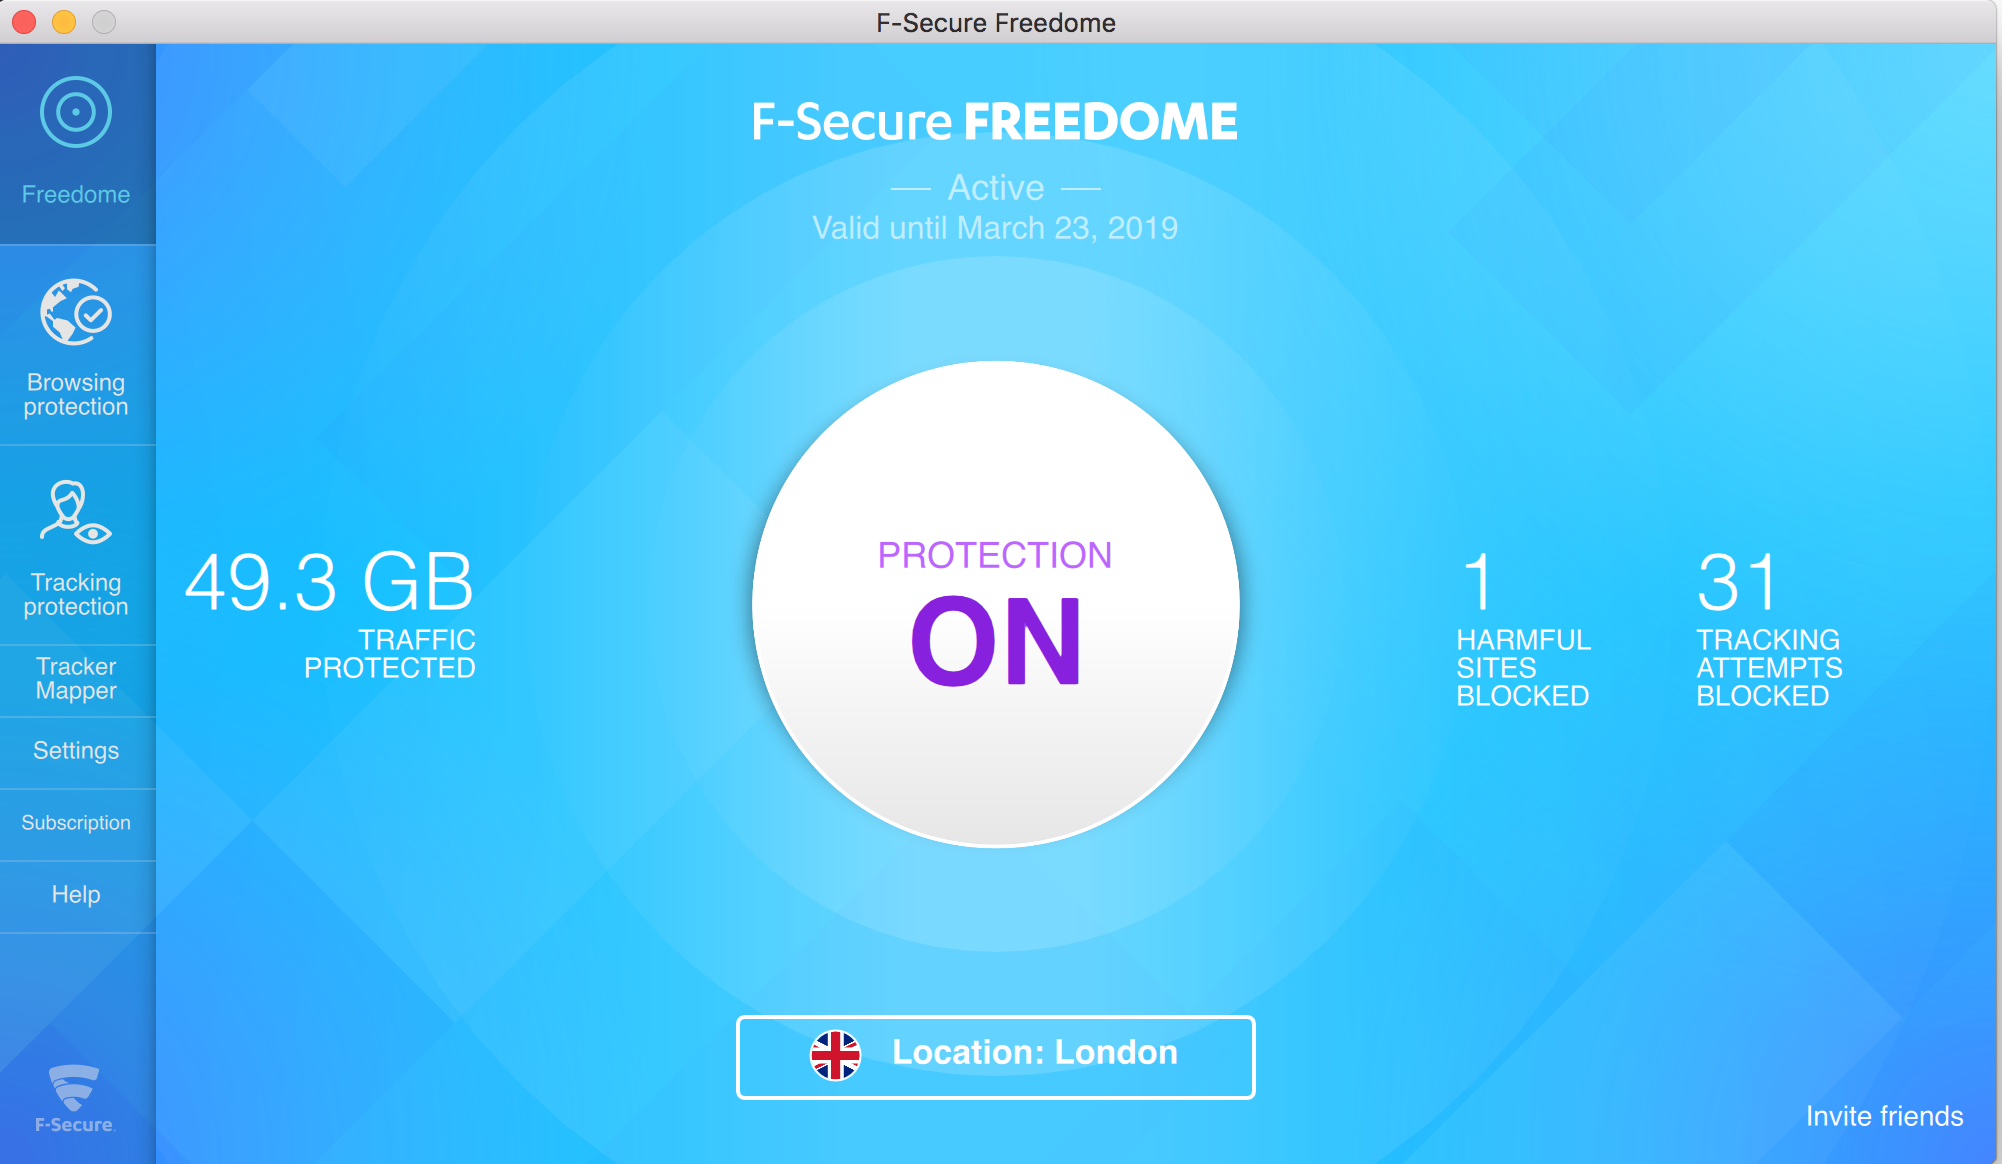 F-Secure Freedome
Freedome
Browsing
protection
Tracking
protection
Tracker
Mapper
Settings
Subscription
Help
F-Secure.
F-Secure FREEDOME
Active
Valid until March 23, 2019
49.3 GB
TRAFFIC
PROTECTED
PROTECTION
ON
1
HARMFUL
SITES
BLOCKED
31
TRACKING
ATTEMPTS
BLOCKED
Location: London
Invite friends